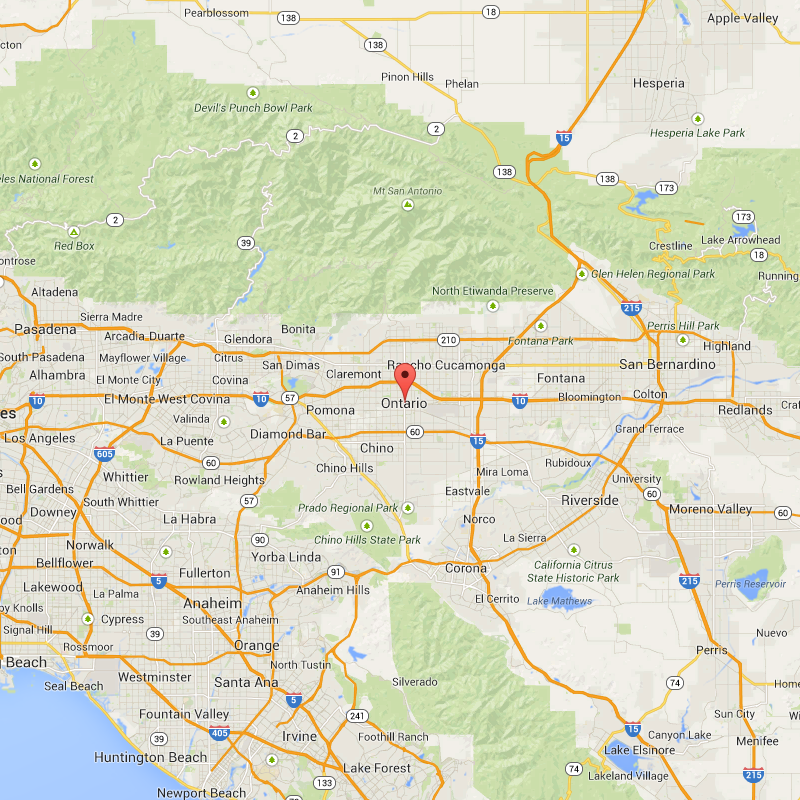 Pearblossom
138
18
Apple Valley
cton
138
Pinon Hills
Phelan
Hesperia
Devil's Punch Bowl Park
2
2
15
Hesperia Lake Park
les National Forest
138
138
173
Mt San Antonio
2
173
Red Box
39
Crestline
Lake Arrowhead
18
ontrose
Glen Helen Regional Park
Running
Altadena
North Etiwanda Preserve
215
Sierra Madre
Pasadena
Arcadia
Duarte
Bonita
Glendora
210
Fontana Park
Perris Hill Park
Highland
South Pasadena
Mayflower Village
Citrus
San Dimas
Rancho Cucamonga
San Bernardino
Alhambra
El Monte City
Covina
Claremont
Fontana
10
El Monte
West Covina
10
57
Pomona
Ontario
10
Bloomington
Colton
Redlands
Craf
es
Valinda
Los Angeles
La Puente
Diamond Bar
60
15
Grand Terrace
605
60
Chino
Chino Hills
Mira Loma
Rubidoux
Whittier
Rowland Heights
University
Bell Gardens
South Whittier
57
Eastvale
60
Riverside
Downey
La Habra
Prado Regional Park
Norco
Moreno Valley
60
ood
Norwalk
90
Chino Hills State Park
La Sierra
ton
Bellflower
Yorba Linda
91
Corona
California Citrus
State Historic Park
Lakewood
5
Fullerton
La Palma
Anaheim Hills
215
Perris Reservoir
oy Knolls
Anaheim
El Cerrito
Lake Mathews
Signal Hill
Cypress
Southeast Anaheim
39
Nuevo
Rossmoor
Orange
Perris
g Beach
North Tustin
Seal Beach
Westminster
Santa Ana
Silverado
74
Home
5
Fountain Valley
241
Sun City
Wi
405
39
Irvine
Foothill Ranch
15
Canyon Lake
Menifee
Huntington Beach
Lake Elsinore
Lake Forest
74
Lakeland Village
215
133
Newport Beach